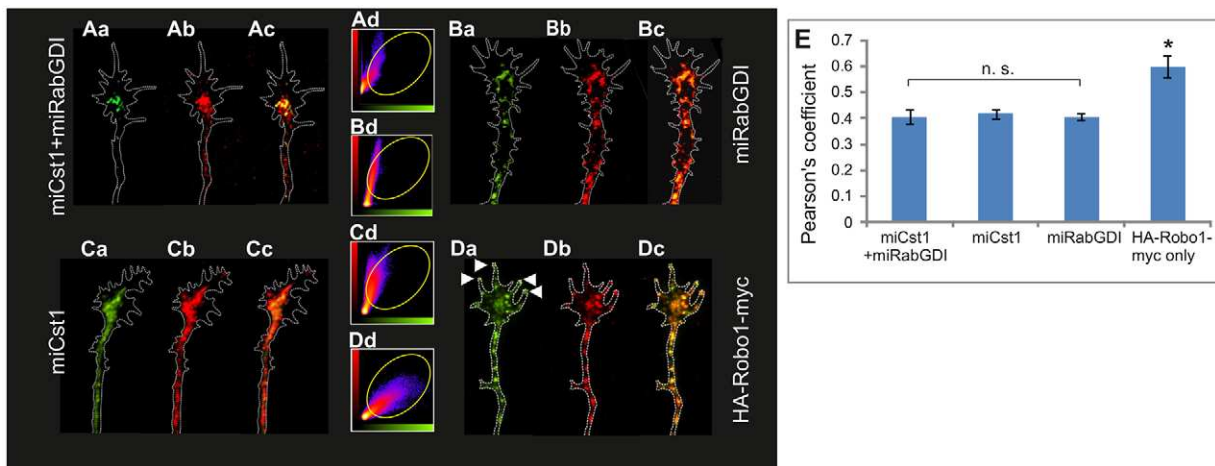 Aa Ab Ac Ad Ba Bb Bc
miCst1+miRabGDI
Bd
miRabGDI
Ca Cb Cc Cd Da Db Dc
miCst1
Dd
HA-Robo1-myc
E
Pearson's coefficient
0.7
0.6
0.5
0.4
0.3
0.2
0.1
0
n. s.
*
miCst1 +miRabGDI
miCst1
miRabGDI
HA-Robo1-myc only